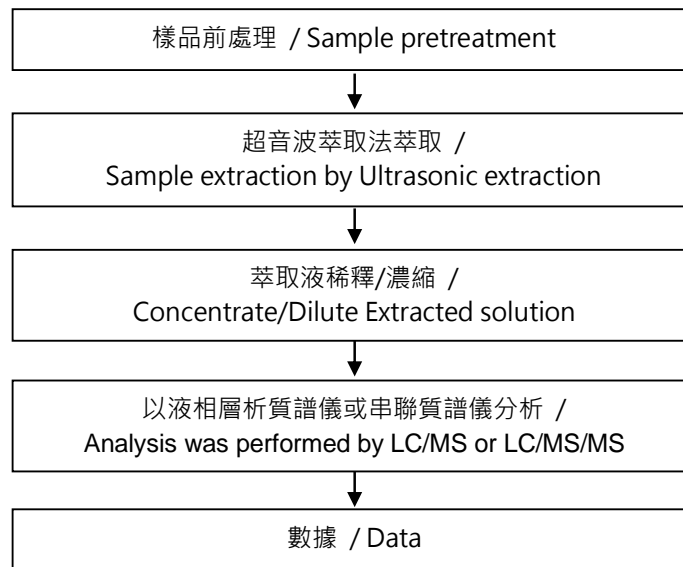 樣品前處理 / Sample pretreatment
超音波萃取法萃取 /
Sample extraction by Ultrasonic extraction
萃取液稀釋/濃縮 /
Concentrate/Dilute Extracted solution
以液相層析質譜儀或串聯質譜儀分析 /
Analysis was performed by LC/MS or LC/MS/MS
數據 / Data